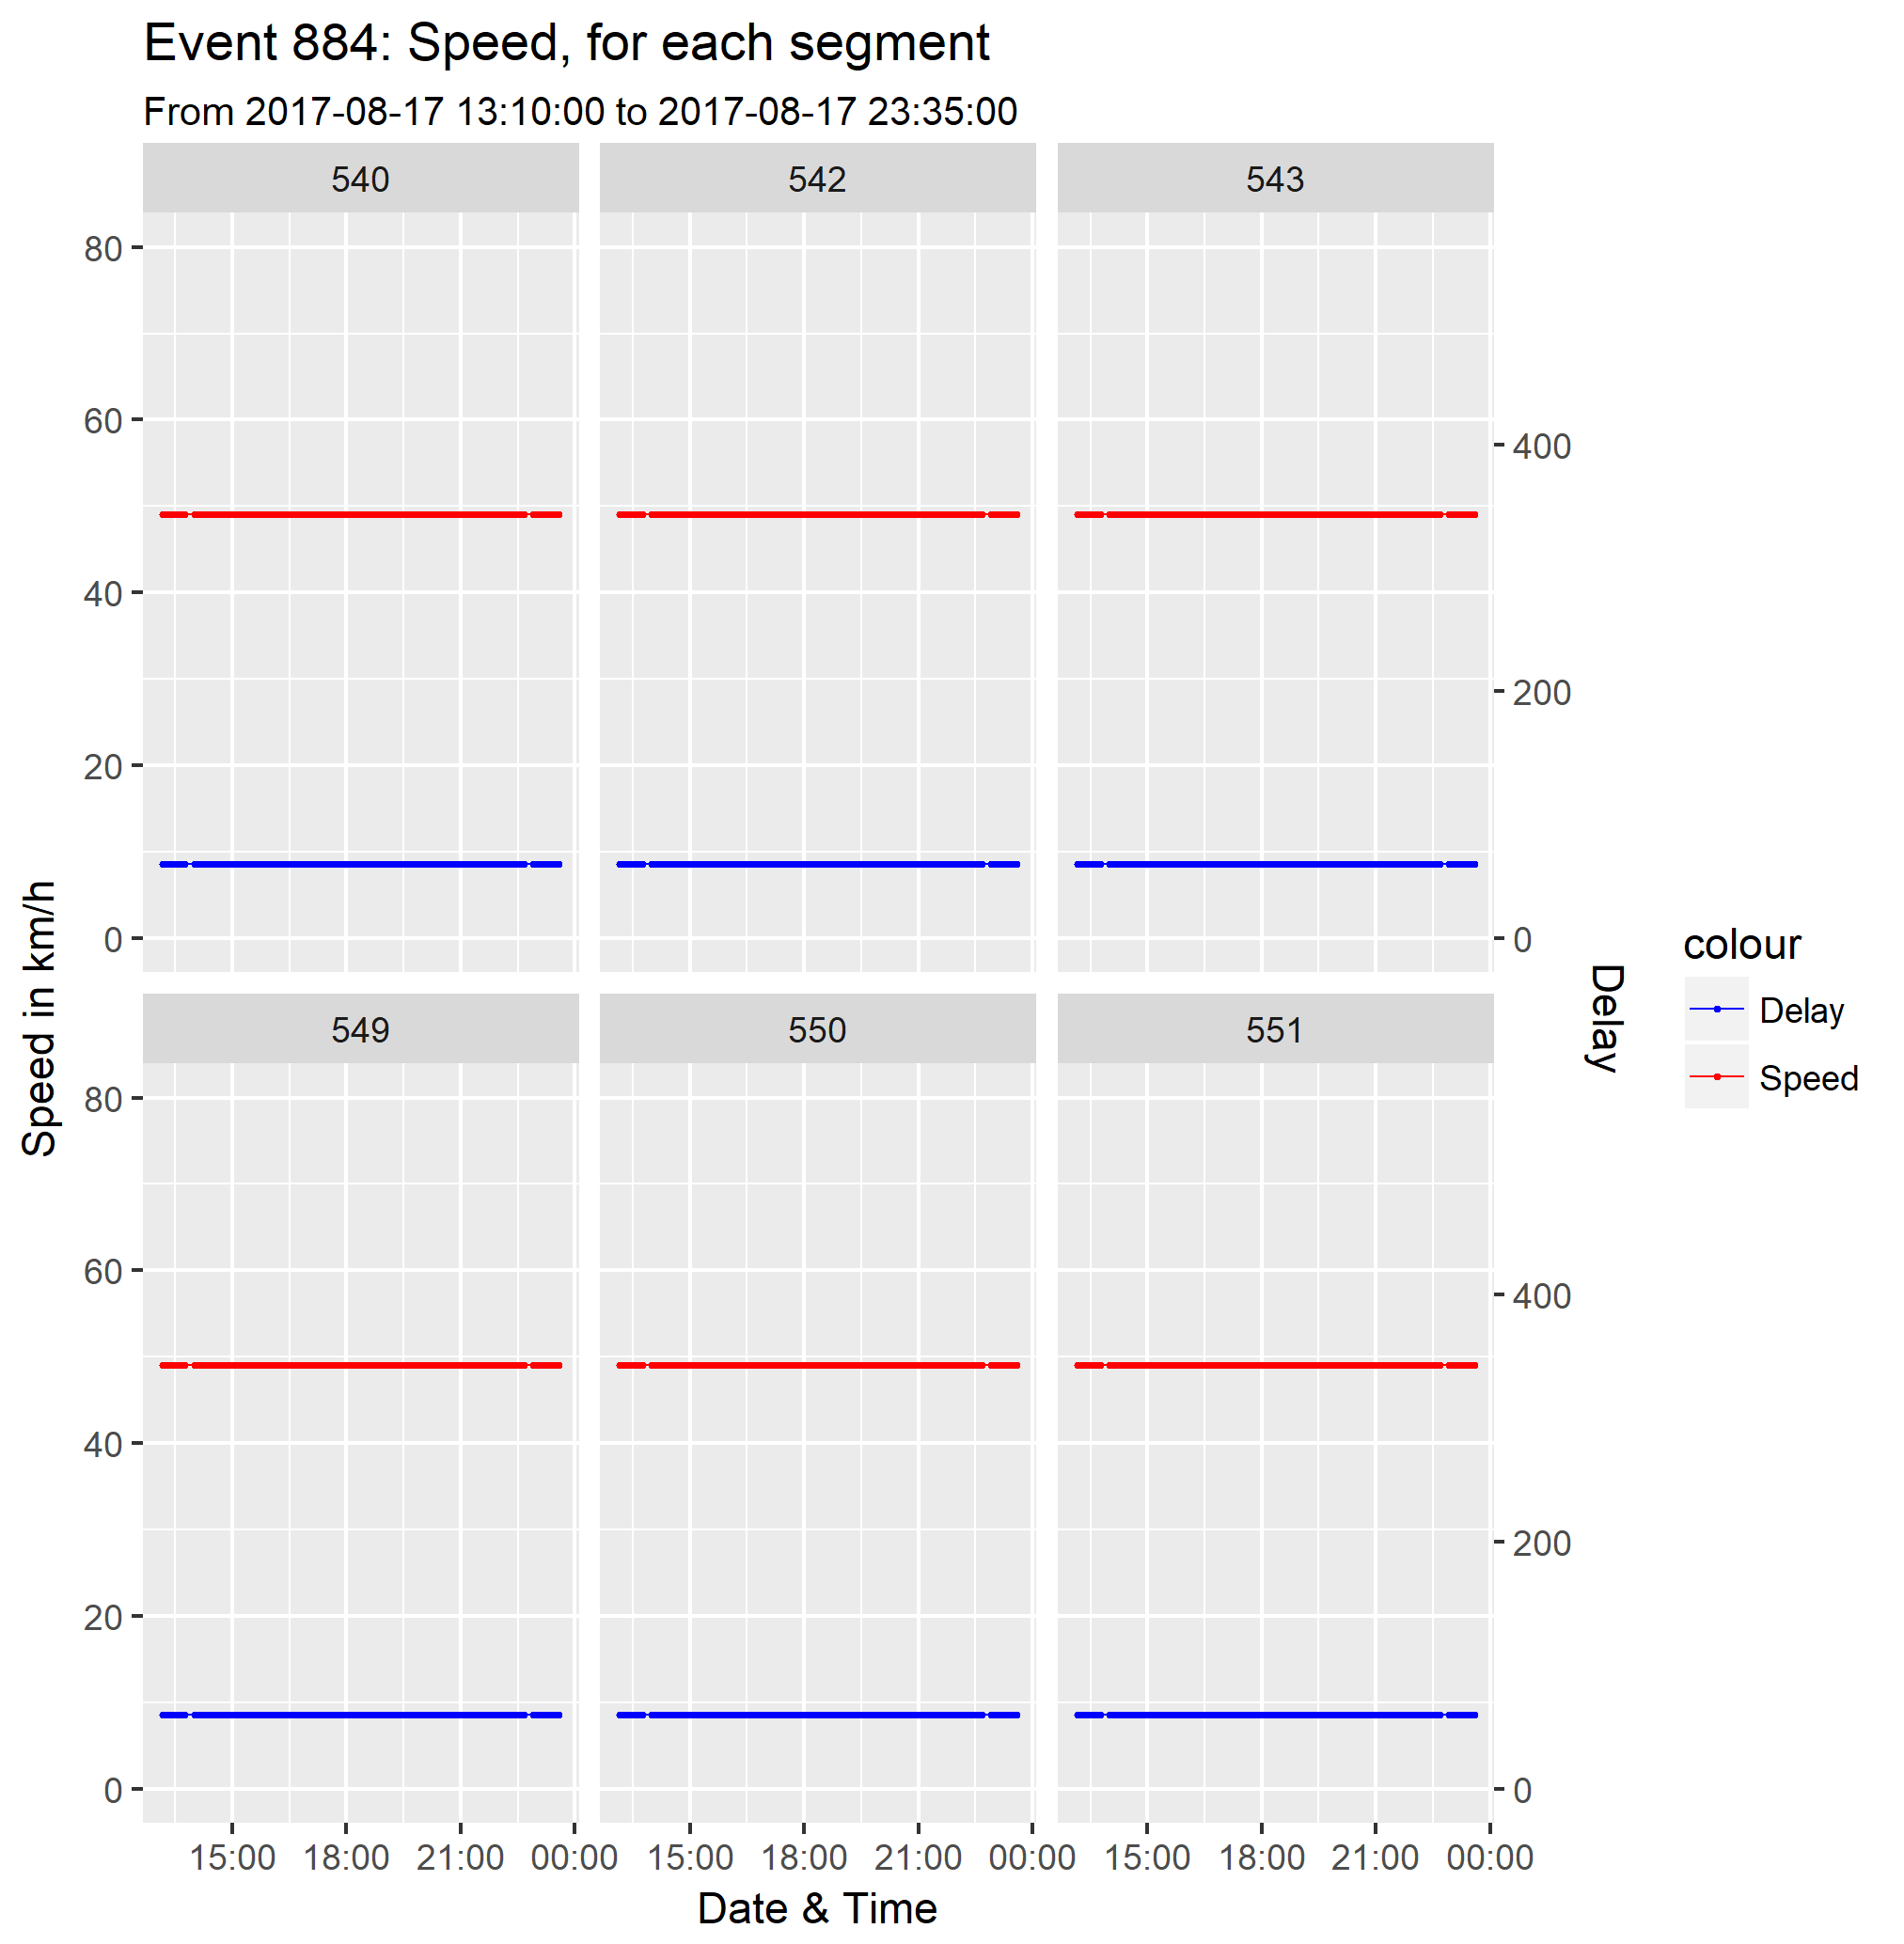 Event 884: Speed, for each segment
From 2017-08-17 13:10:00 to 2017-08-17 23:35:00
540 542 543
80
60
40
20
0
400
200
0
Speed in km/h
Delay
colour
Delay
Speed
549 550 551
80
60
40
20
0
400
200
0
15:00 18:00 21:00 00:00 15:00 18:00 21:00 00:00 15:00 18:00 21:00 00:00
Date & Time